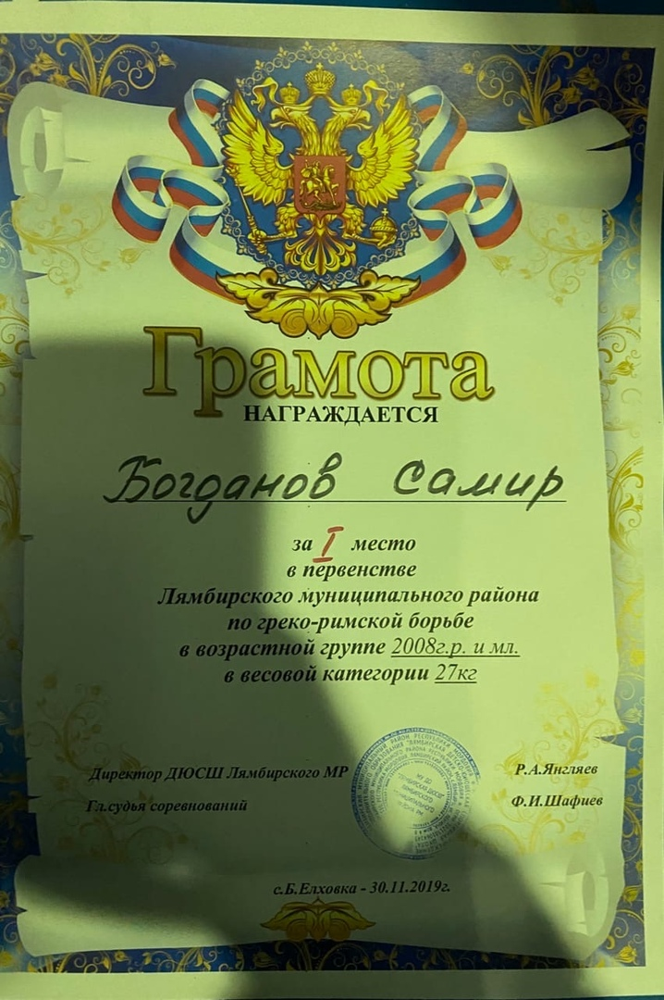 Грамота
НАГРАЖДАЕТСЯ
Богданов Самир
за I место
в первенстве
Лямбирского муниципального района
по греко-римской борьбе
в возрастной группе 2008г.р. и мл.
в весовой категории 27кг
Директор ДЮСШ Лямбирского МР Р.А.Янгляев
Гл.судья соревнований Ф.И.Шафиев
с.Б.Елховка - 30.11.2019г.